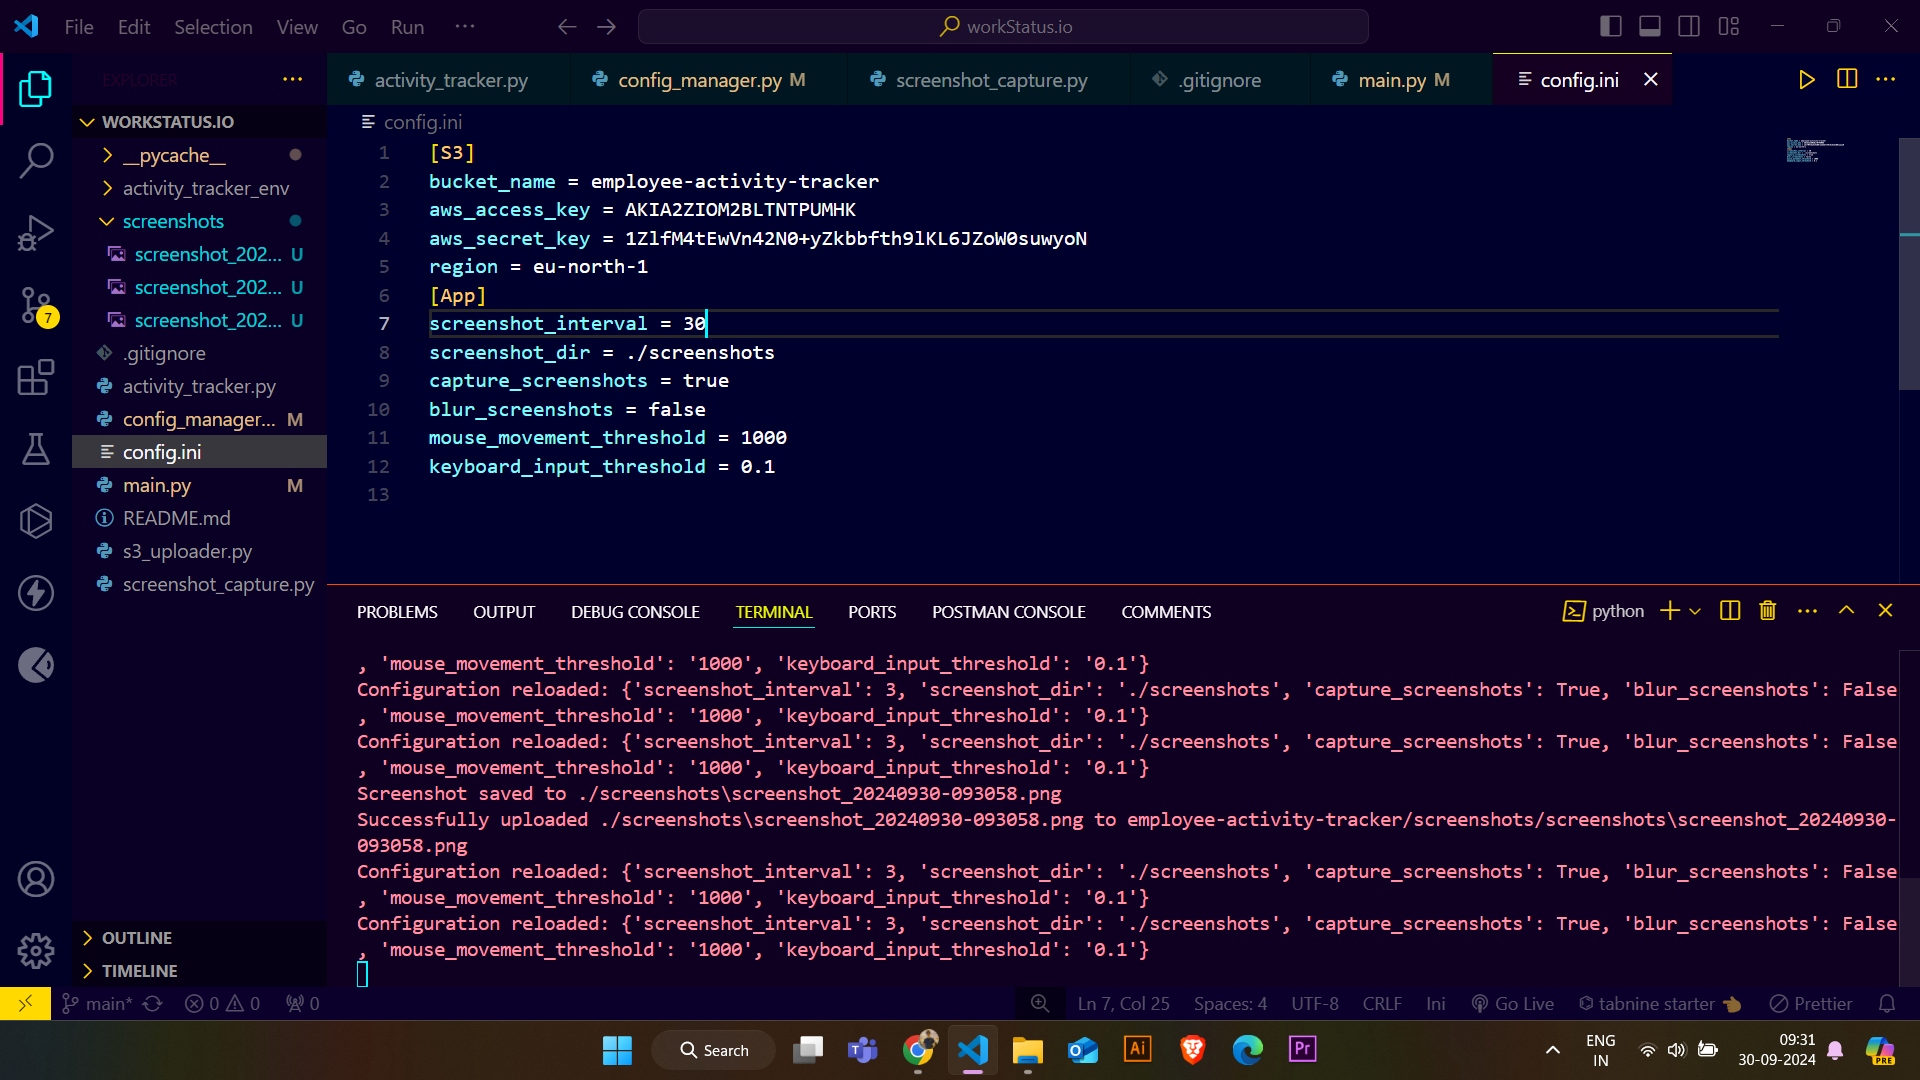 File Edit Selection View Go Run ···
workStatus.io
EXPLORER
activity_tracker.py
config_manager.py M
screenshot_capture.py
.gitignore
main.py M
config.ini
WORKSTATUS.IO
__pycache__
activity_tracker_env
screenshots
screenshot_202... U
screenshot_202... U
screenshot_202... U
.gitignore
activity_tracker.py
config_manager... M
config.ini
main.py M
README.md
s3_uploader.py
screenshot_capture.py
OUTLINE
TIMELINE
7
config.ini
1 [S3]
2 bucket_name = employee-activity-tracker
3 aws_access_key = [redacted]
4 aws_secret_key = [redacted]
5 region = eu-north-1
6 [App]
7 screenshot_interval = 30
8 screenshot_dir = ./screenshots
9 capture_screenshots = true
10 blur_screenshots = false
11 mouse_movement_threshold = 1000
12 keyboard_input_threshold = 0.1
13
PROBLEMS OUTPUT DEBUG CONSOLE TERMINAL PORTS POSTMAN CONSOLE COMMENTS
python
, 'mouse_movement_threshold': '1000', 'keyboard_input_threshold': '0.1'}
Configuration reloaded: {'screenshot_interval': 3, 'screenshot_dir': './screenshots', 'capture_screenshots': True, 'blur_screenshots': False
, 'mouse_movement_threshold': '1000', 'keyboard_input_threshold': '0.1'}
Configuration reloaded: {'screenshot_interval': 3, 'screenshot_dir': './screenshots', 'capture_screenshots': True, 'blur_screenshots': False
, 'mouse_movement_threshold': '1000', 'keyboard_input_threshold': '0.1'}
Screenshot saved to ./screenshots\screenshot_20240930-093058.png
Successfully uploaded ./screenshots\screenshot_20240930-093058.png to employee-activity-tracker/screenshots/screenshots\screenshot_20240930-
093058.png
Configuration reloaded: {'screenshot_interval': 3, 'screenshot_dir': './screenshots', 'capture_screenshots': True, 'blur_screenshots': False
, 'mouse_movement_threshold': '1000', 'keyboard_input_threshold': '0.1'}
Configuration reloaded: {'screenshot_interval': 3, 'screenshot_dir': './screenshots', 'capture_screenshots': True, 'blur_screenshots': False
, 'mouse_movement_threshold': '1000', 'keyboard_input_threshold': '0.1'}
main* 0 0 0
Ln 7, Col 25 Spaces: 4 UTF-8 CRLF Ini Go Live tabnine starter Prettier
Search
T
Ai
Pr
ENG
IN
09:31
30-09-2024
PRE